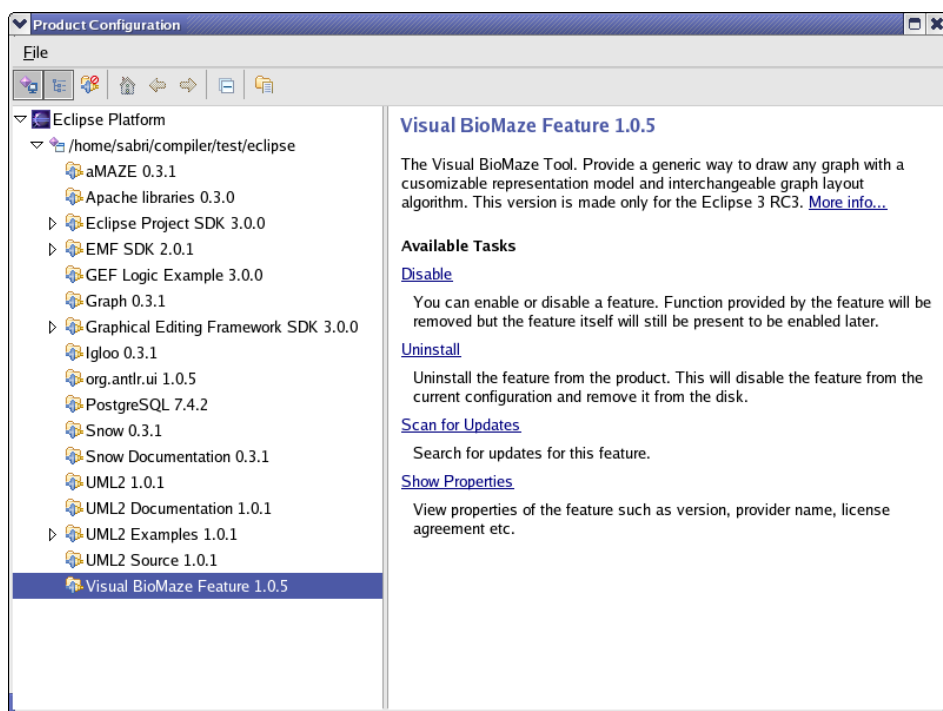 Product Configuration
File
Eclipse Platform
/home/sabri/compiler/test/eclipse
aMAZE 0.3.1
Apache libraries 0.3.0
Eclipse Project SDK 3.0.0
EMF SDK 2.0.1
GEF Logic Example 3.0.0
Graph 0.3.1
Graphical Editing Framework SDK 3.0.0
Igloo 0.3.1
org.antlr.ui 1.0.5
PostgreSQL 7.4.2
Snow 0.3.1
Snow Documentation 0.3.1
UML2 1.0.1
UML2 Documentation 1.0.1
UML2 Examples 1.0.1
UML2 Source 1.0.1
Visual BioMaze Feature 1.0.5
Visual BioMaze Feature 1.0.5
The Visual BioMaze Tool. Provide a generic way to draw any graph with a
cusomizable representation model and interchangeable graph layout
algorithm. This version is made only for the Eclipse 3 RC3. More info...
Available Tasks
Disable
You can enable or disable a feature. Function provided by the feature will be
removed but the feature itself will still be present to be enabled later.
Uninstall
Uninstall the feature from the product. This will disable the feature from the
current configuration and remove it from the disk.
Scan for Updates
Search for updates for this feature.
Show Properties
View properties of the feature such as version, provider name, license
agreement etc.